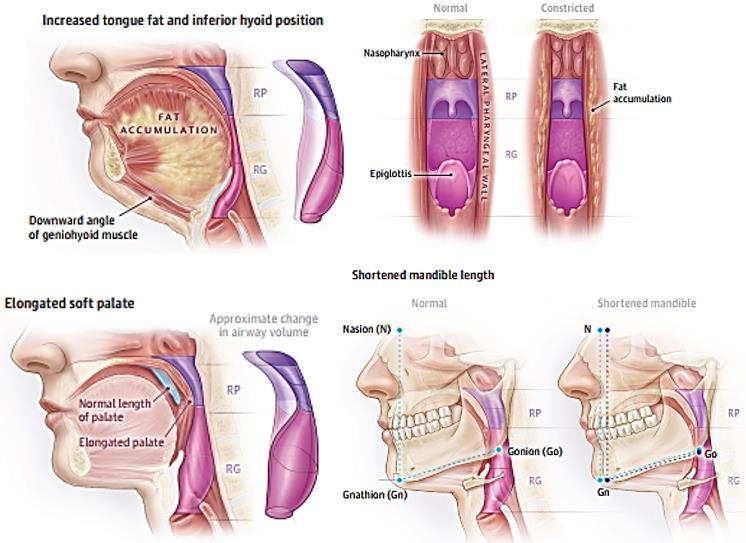 Increased tongue fat and inferior hyoid position
FAT
ACCUMULATION
RP
RG
Downward angle
of geniohyoid muscle
Normal
Constricted
Nasopharynx
LATERAL PHARYNGEAL WALL
RP
RG
Fat
accumulation
Epiglottis
Elongated soft palate
Approximate change
in airway volume
Normal length
of palate
Elongated palate
RP
RG
Shortened mandible length
Normal
Shortened mandible
Nasion (N)
RP
Gonion (Go)
RG
Gnathion (Gn)
N
RP
Go
RG
Gn